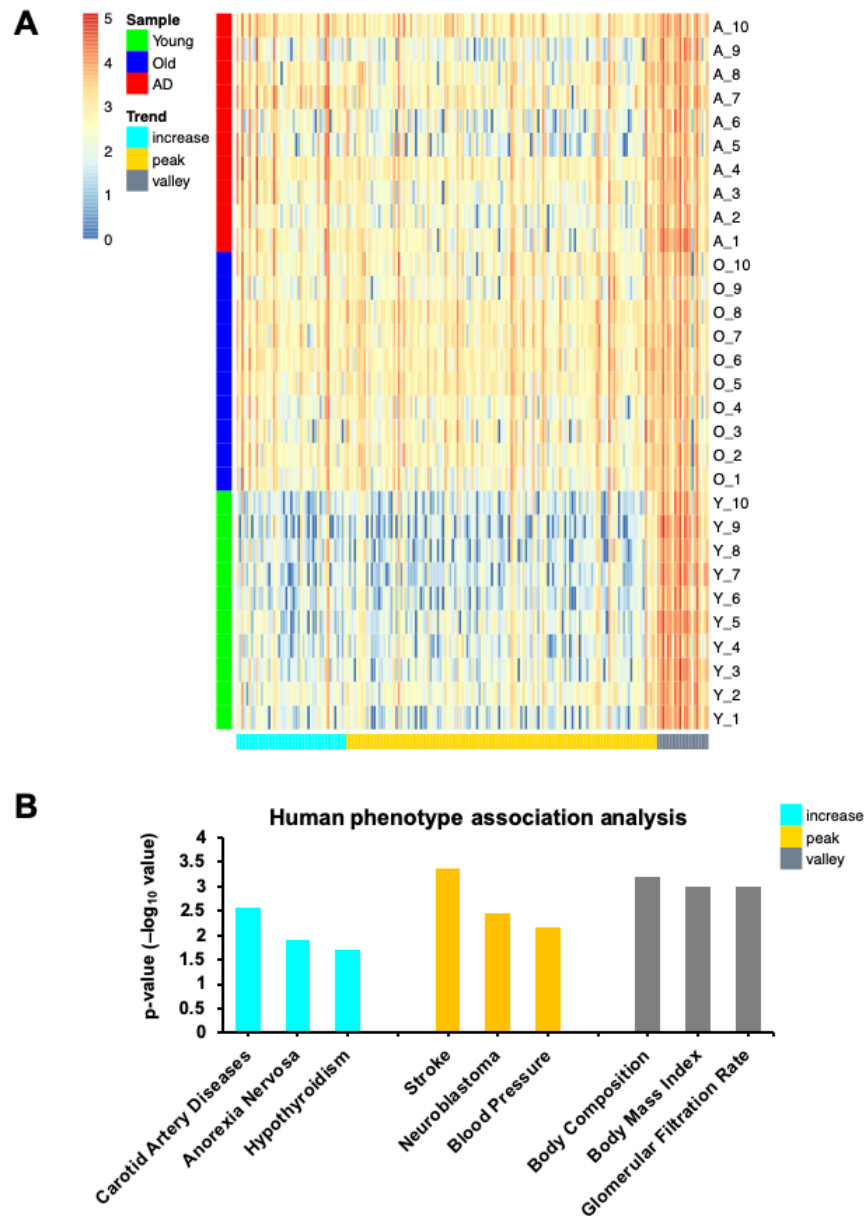 A
5
4
3
2
1
0
Sample
Young
Old
AD
Trend
increase
peak
valley
A_10
A_9
A_8
A_7
A_6
A_5
A_4
A_3
A_2
A_1
O_10
O_9
O_8
O_7
O_6
O_5
O_4
O_3
O_2
O_1
Y_10
Y_9
Y_8
Y_7
Y_6
Y_5
Y_4
Y_3
Y_2
Y_1
B
Human phenotype association analysis
increase
peak
valley
p-value (–log₁₀ value)
4
3.5
3
2.5
2
1.5
1
0.5
0
Carotid Artery Diseases
Anorexia Nervosa
Hypothyroidism
Stroke
Neuroblastoma
Blood Pressure
Body Composition
Body Mass Index
Glomerular Filtration Rate